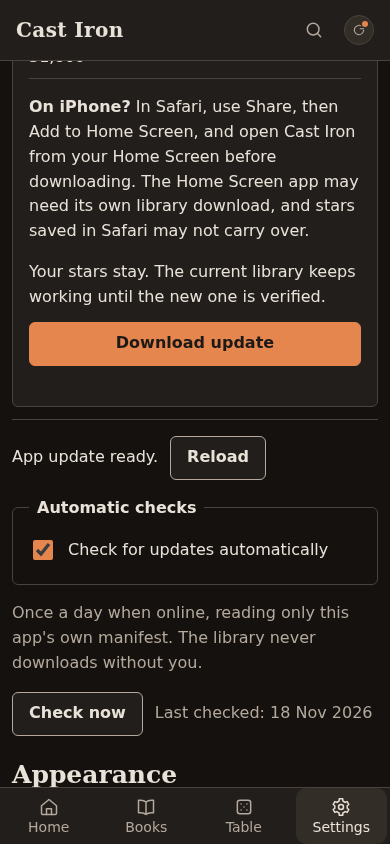 Cast Iron
On iPhone? In Safari, use Share, then
Add to Home Screen, and open Cast Iron
from your Home Screen before
downloading. The Home Screen app may
need its own library download, and stars
saved in Safari may not carry over.
Your stars stay. The current library keeps
working until the new one is verified.
Download update
App update ready. Reload
Automatic checks
Check for updates automatically
Once a day when online, reading only this
app's own manifest. The library never
downloads without you.
Check now Last checked: 18 Nov 2026
Appearance
Home Books Table Settings